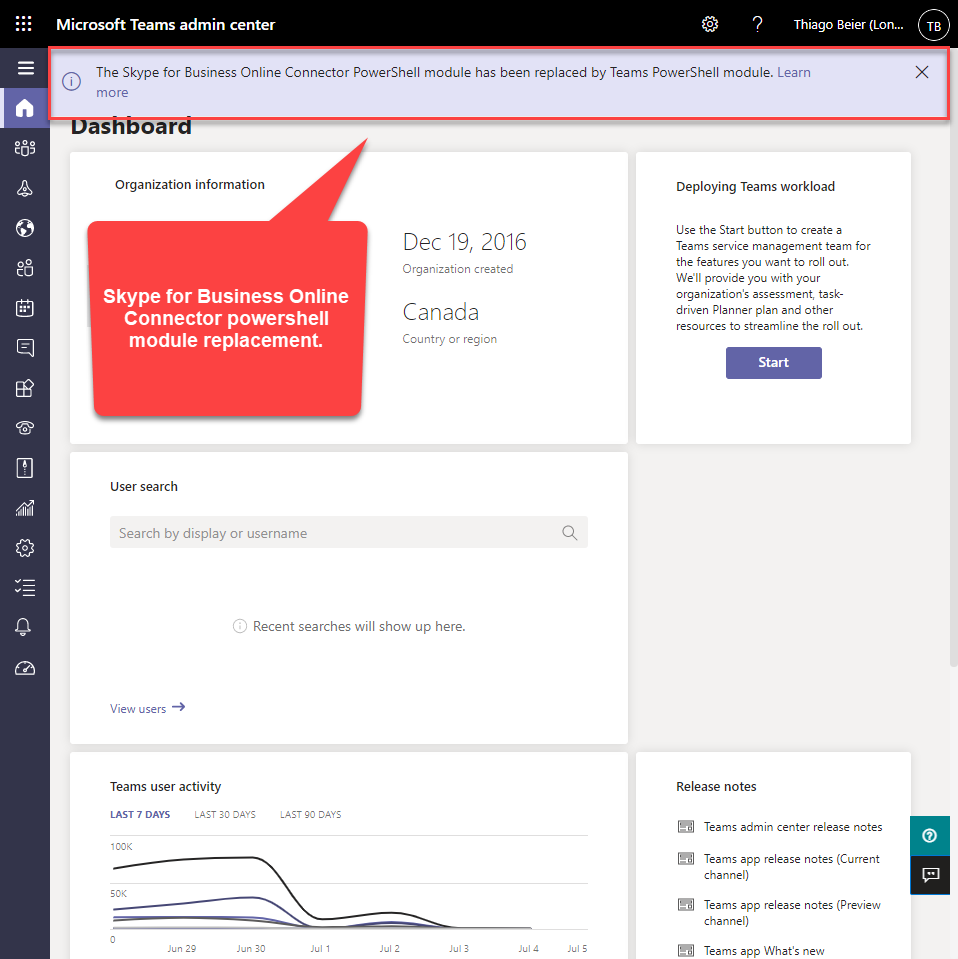 Microsoft Teams admin center
?
Thiago Beier (Lon...
TB
The Skype for Business Online Connector PowerShell module has been replaced by Teams PowerShell module. Learn
more
Dashboard
Organization information
Dec 19, 2016
Organization created
Canada
Country or region
Skype for Business Online
Connector powershell
module replacement.
Deploying Teams workload
Use the Start button to create a
Teams service management team for
the features you want to roll out.
We'll provide you with your
organization's assessment, task-
driven Planner plan and other
resources to streamline the roll out.
Start
User search
Search by display or username
Recent searches will show up here.
View users
Teams user activity
LAST 7 DAYS LAST 30 DAYS LAST 90 DAYS
100K
50K
0
Jun 29 Jun 30 Jul 1 Jul 2 Jul 3 Jul 4 Jul 5
Release notes
Teams admin center release notes
Teams app release notes (Current
channel)
Teams app release notes (Preview
channel)
Teams app What's new